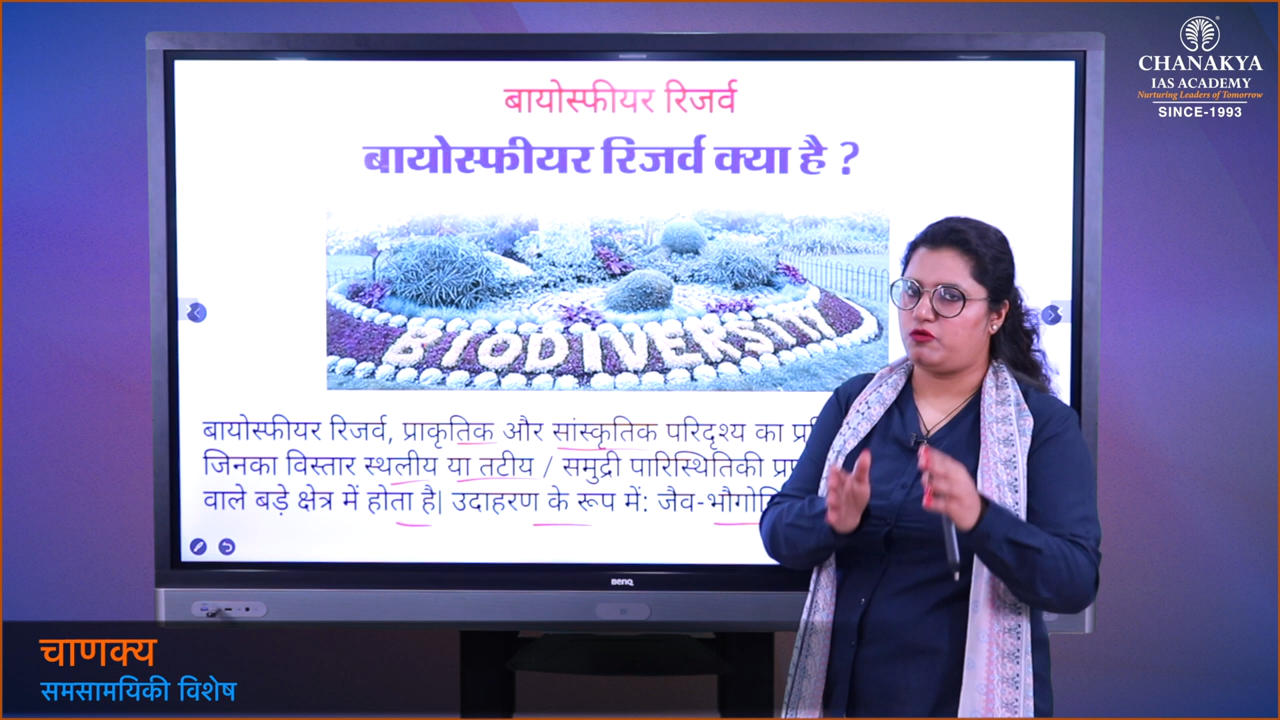 CHANAKYA
IAS ACADEMY
Nurturing Leaders of Tomorrow
SINCE-1993
बायोस्फीयर रिजर्व
बायोस्फीयर रिजर्व क्या है ?
BIODIVERSITY
बायोस्फीयर रिजर्व, प्राकृतिक और सांस्कृतिक परिदृश्य का
जिनका विस्तार स्थलीय या तटीय / समुद्री पारिस्थितिकी
वाले बड़े क्षेत्र में होता है| उदाहरण के रूप में:
BENQ
चाणक्य
समसामयिकी विशेष